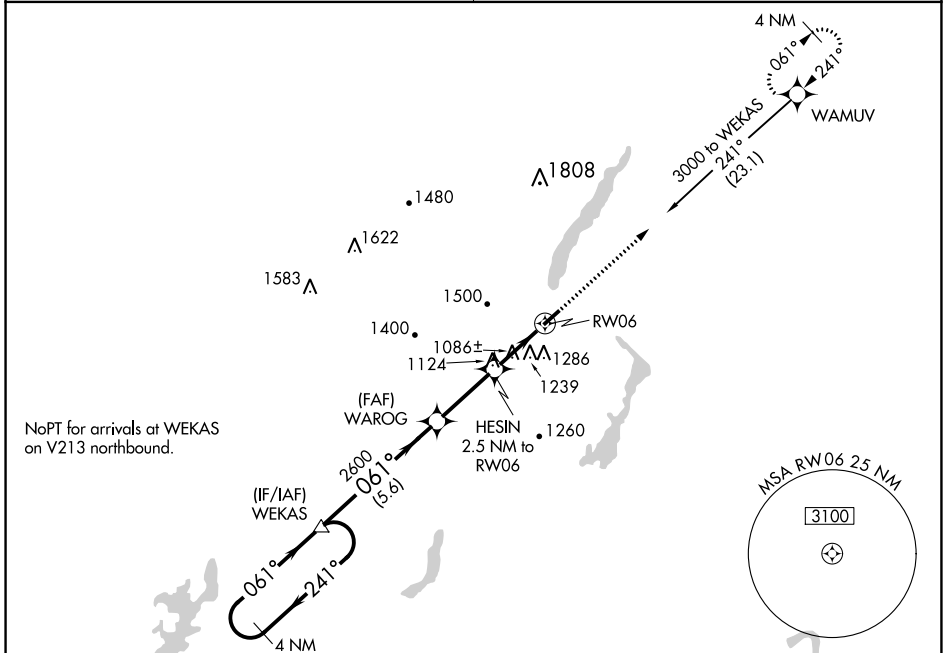 4 NM
061°
241°
WAMUV
3000 to WEKAS
241°
(23.1)
1808
1480
1622
1583
1500
1400
RW06
1086±
1124
1286
1239
(FAF)
WAROG
HESIN
2.5 NM to
RW06
1260
NoPT for arrivals at WEKAS
on V213 northbound.
2600
061°
(5.6)
(IF/IAF)
WEKAS
061°
241°
4 NM
MSA RW06 25 NM
3100